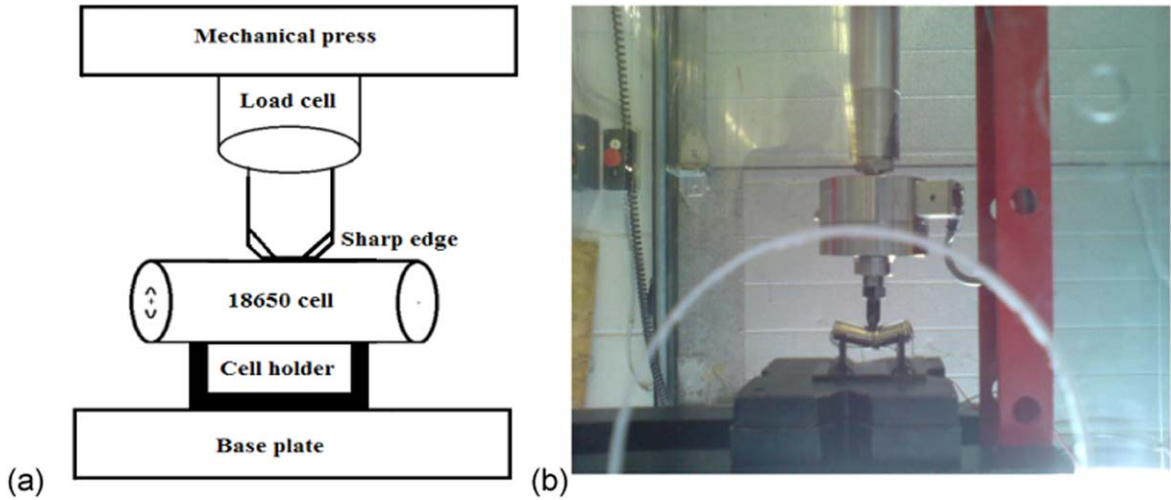 Mechanical press
Load cell
Sharp edge
18650 cell
Cell holder
Base plate
(a)
(b)